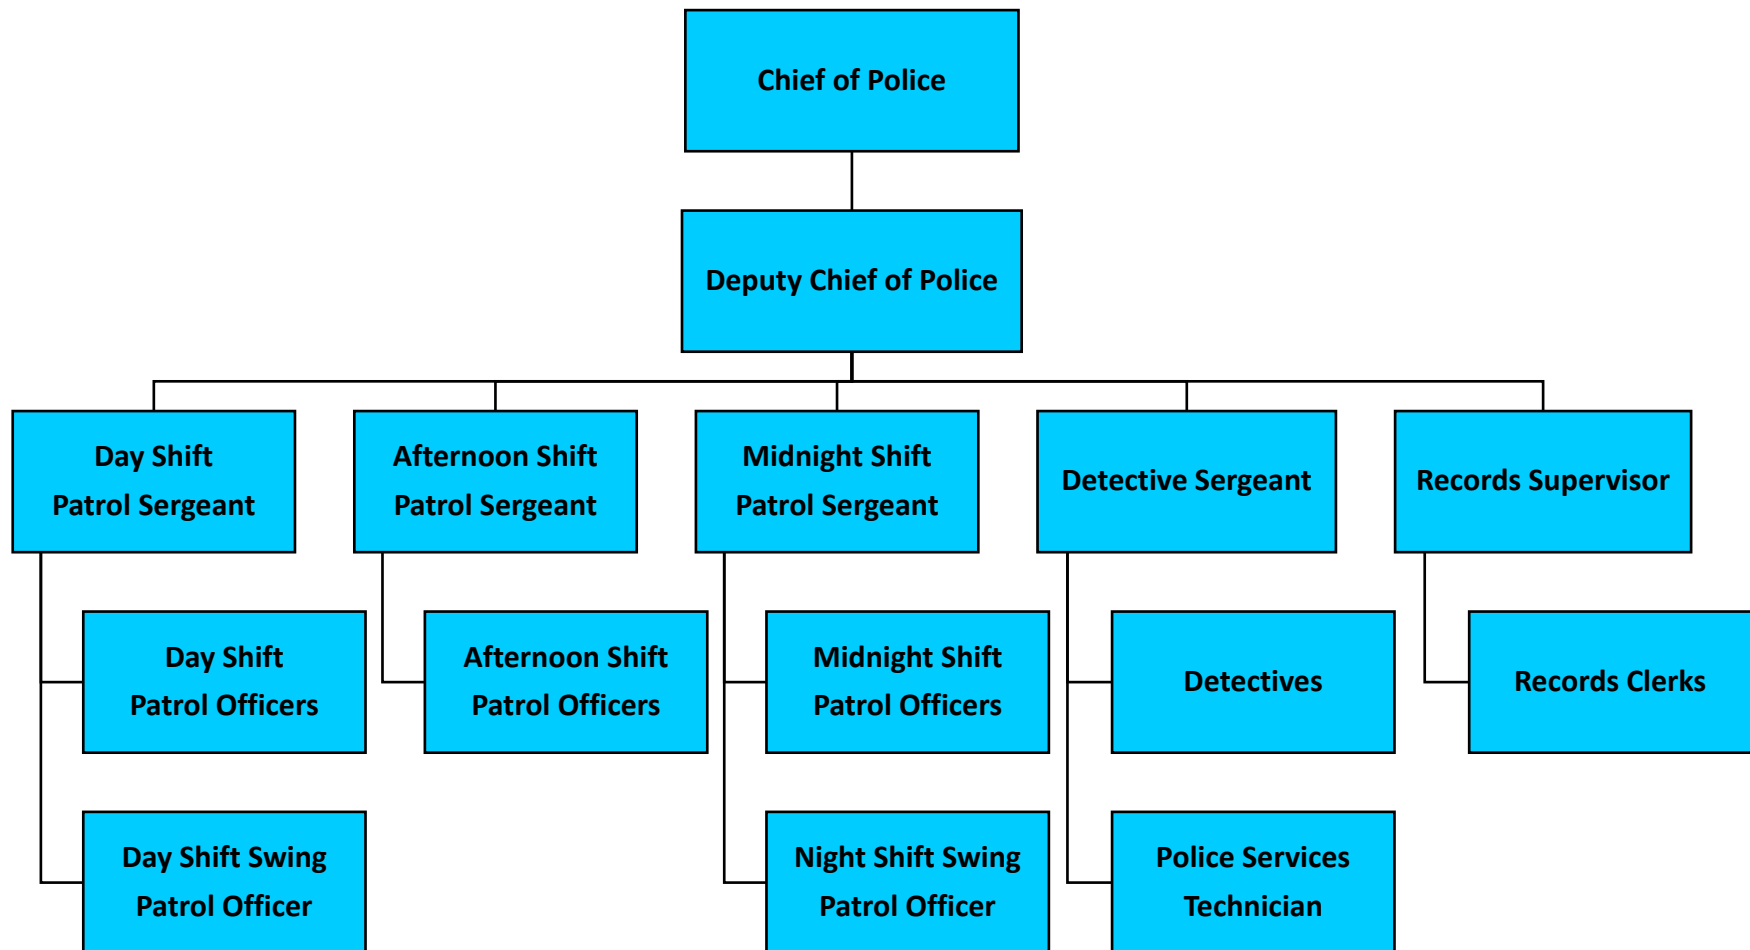 Chief of Police
Deputy Chief of Police
Day Shift
Patrol Sergeant
Afternoon Shift
Patrol Sergeant
Midnight Shift
Patrol Sergeant
Detective Sergeant
Records Supervisor
Day Shift
Patrol Officers
Afternoon Shift
Patrol Officers
Midnight Shift
Patrol Officers
Detectives
Records Clerks
Day Shift Swing
Patrol Officer
Night Shift Swing
Patrol Officer
Police Services
Technician